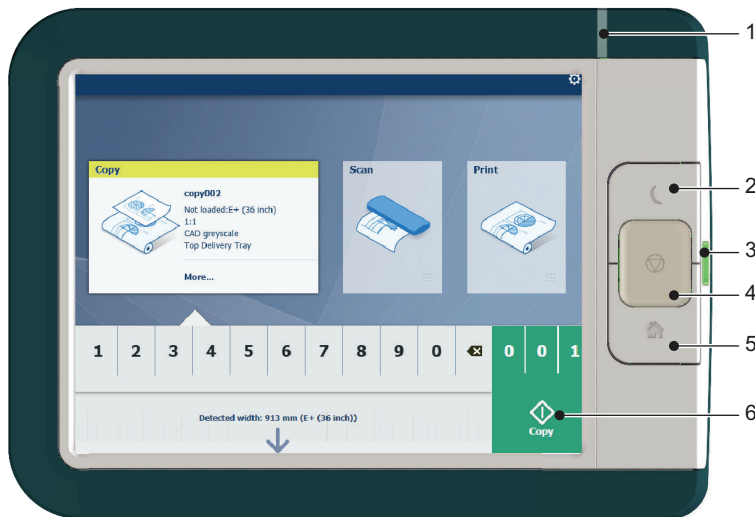 1
Copy
copy002
Not loaded:E+ (36 inch)
1:1
CAD greyscale
Top Delivery Tray
More...
Scan
Print
2
3
4
5
1 2 3 4 5 6 7 8 9 0 0 0 1
Detected width: 913 mm (E+ (36 inch))
Copy
6